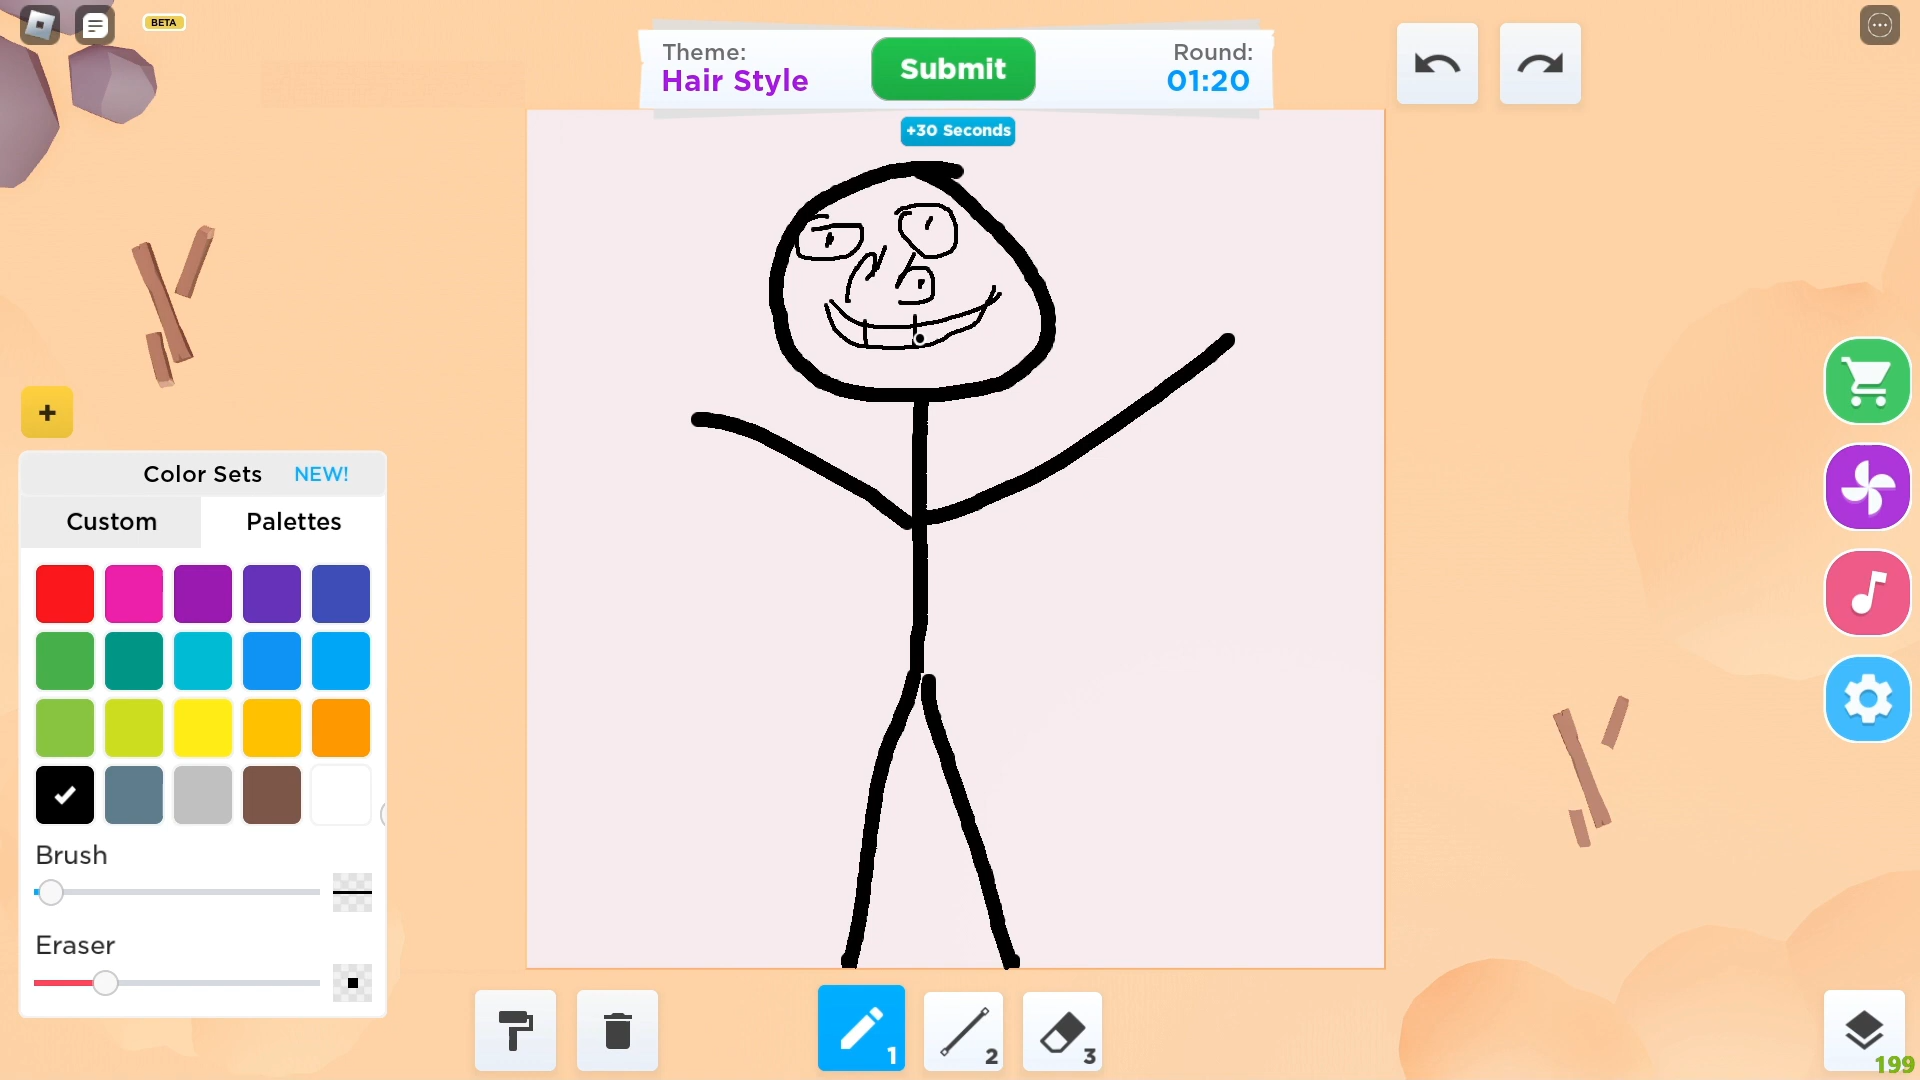 BETA
Theme:
Hair Style
Submit
Round:
01:20
+30 Seconds
+
Color Sets NEW!
Custom Palettes
Brush
Eraser
1
2
3
199